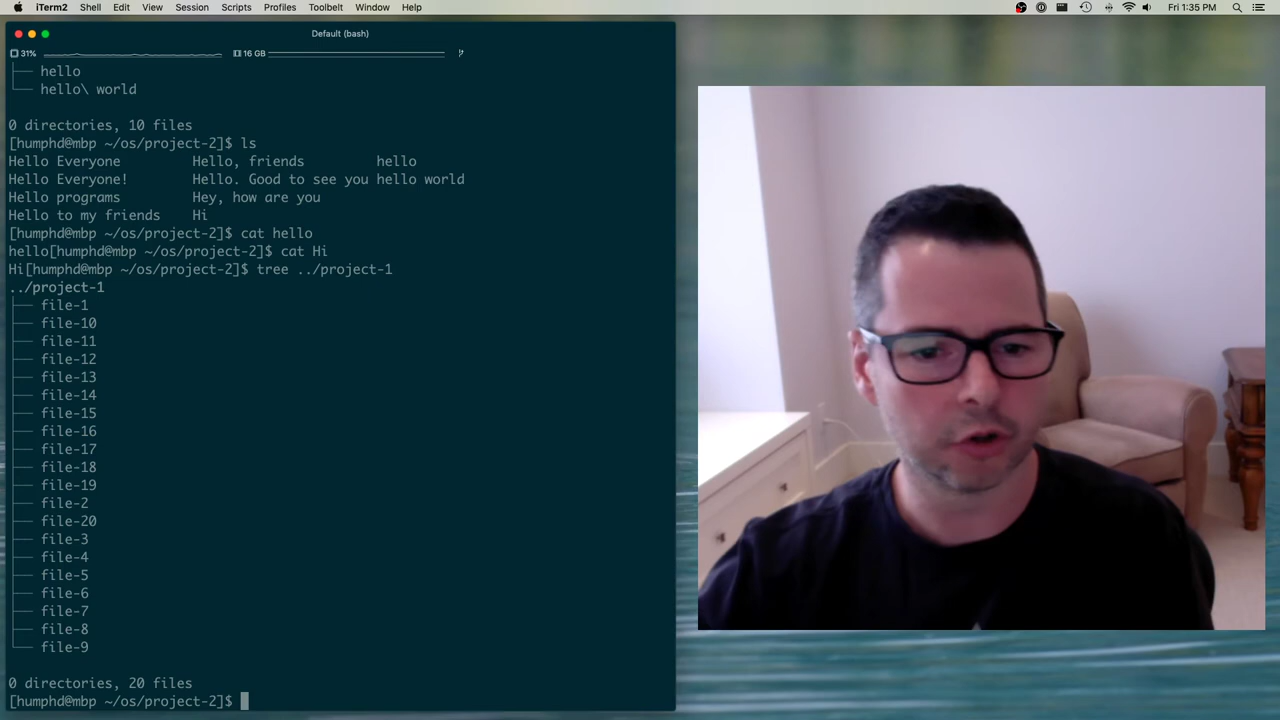 iTerm2 Shell Edit View Session Scripts Profiles Toolbelt Window Help Fri 1:35 PM
Default (bash)
31% 16 GB
├── hello
└── hello\ world
0 directories, 10 files
[humphd@mbp ~/os/project-2]$ ls
Hello Everyone Hello, friends hello
Hello Everyone! Hello. Good to see you hello world
Hello programs Hey, how are you
Hello to my friends Hi
[humphd@mbp ~/os/project-2]$ cat hello
hello[humphd@mbp ~/os/project-2]$ cat Hi
Hi[humphd@mbp ~/os/project-2]$ tree ../project-1
../project-1
├── file-1
├── file-10
├── file-11
├── file-12
├── file-13
├── file-14
├── file-15
├── file-16
├── file-17
├── file-18
├── file-19
├── file-2
├── file-20
├── file-3
├── file-4
├── file-5
├── file-6
├── file-7
├── file-8
└── file-9
0 directories, 20 files
[humphd@mbp ~/os/project-2]$